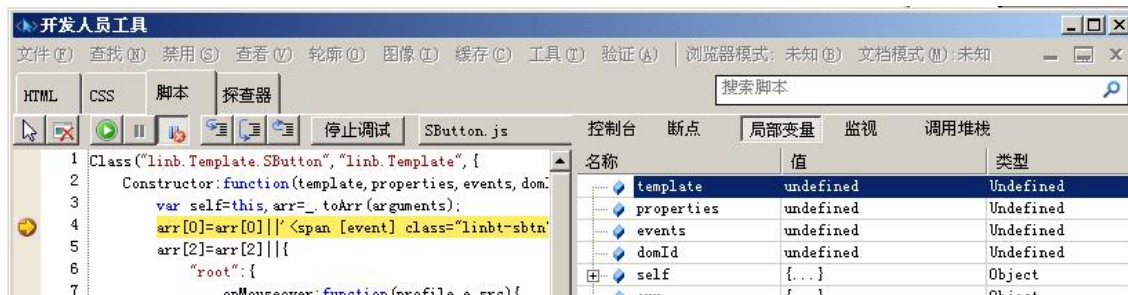 开发人员工具
文件(F) 查找(N) 禁用(S) 查看(V) 轮廓(O) 图像(I) 缓存(C) 工具(T) 验证(A) 浏览器模式: 未知(B) 文档模式(M):未知
HTML CSS 脚本 探查器 搜索脚本
停止调试 SButton.js 控制台 断点 局部变量 监视 调用堆栈
1 Class("linb.Template.SButton","linb.Template",{
2 Constructor:function(template,properties,events,domI
3 var self=this,arr=_.toArr(arguments);
4 arr[0]=arr[0]||'<span [event] class="linbt-sbtn"
5 arr[2]=arr[2]||{
6 "root":{
7 onMouseover:function(profile,e,src){
名称 值 类型
template undefined Undefined
properties undefined Undefined
events undefined Undefined
domId undefined Undefined
self {...} Object